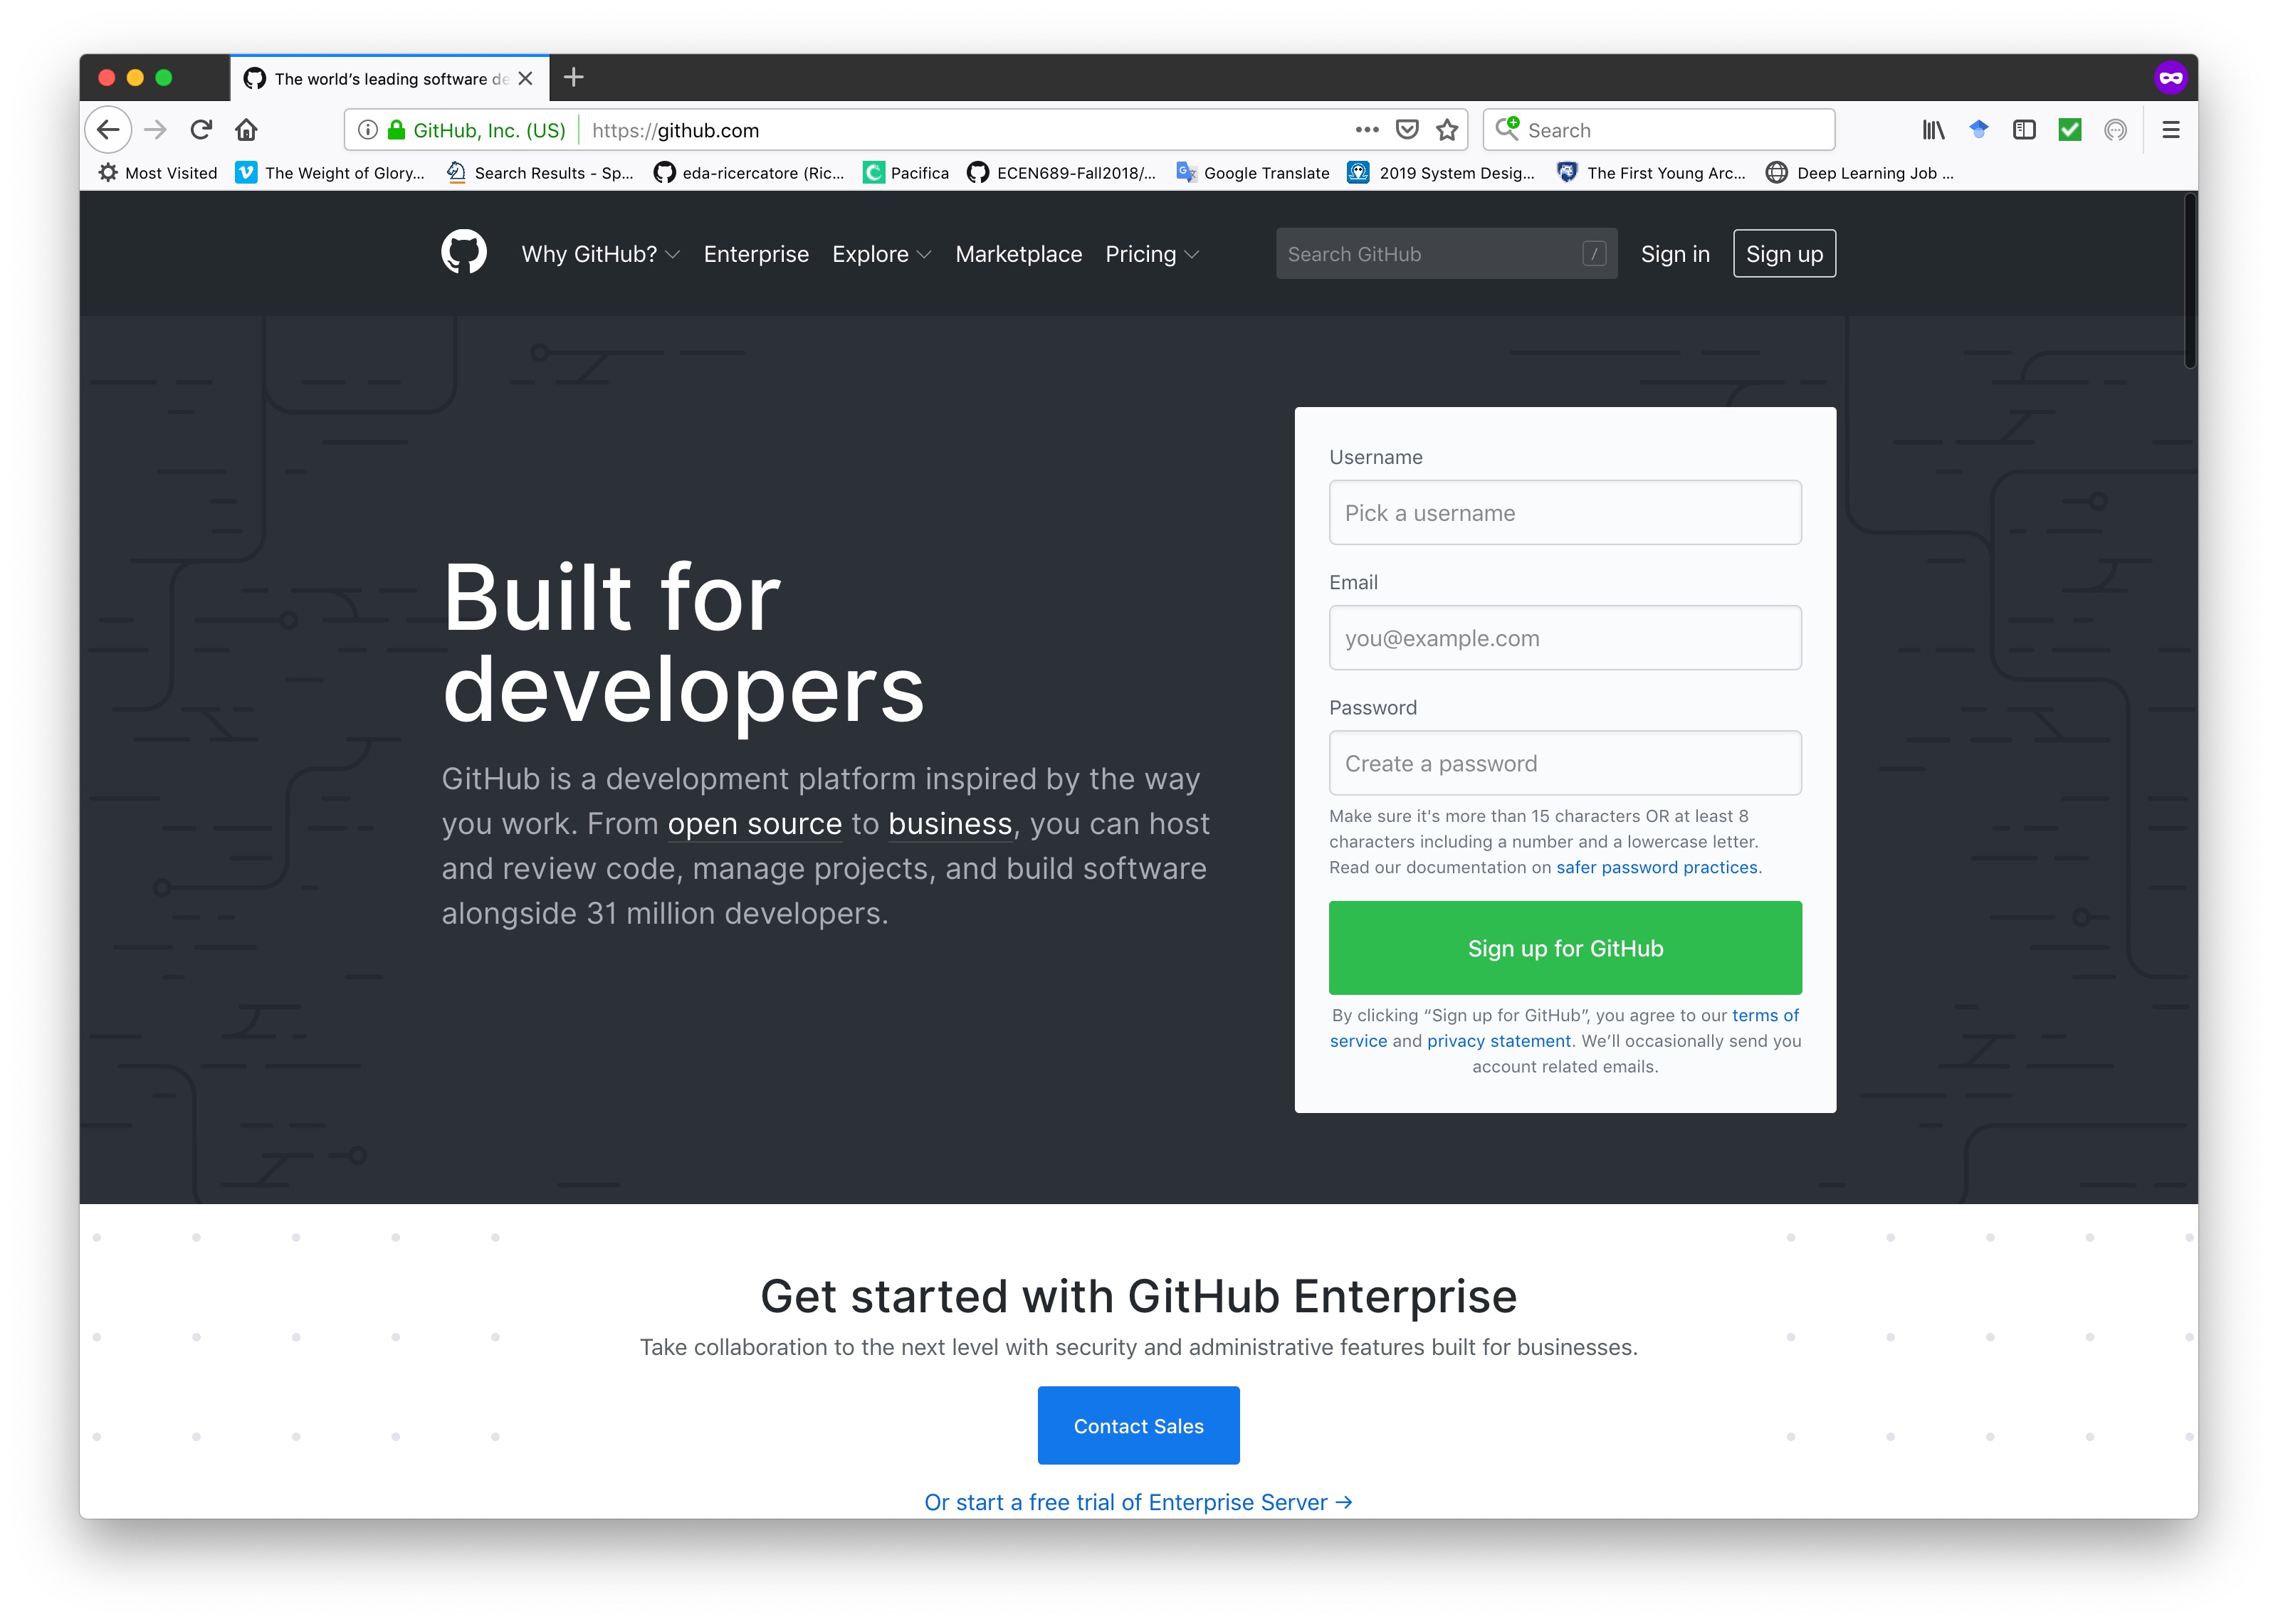 The world's leading software de
GitHub, Inc. (US) https://github.com
Search
Most Visited
The Weight of Glory...
Search Results - Sp...
eda-ricercatore (Ric...
Pacifica
ECEN689-Fall2018/...
Google Translate
2019 System Desig...
The First Young Arc...
Deep Learning Job ...
Why GitHub? Enterprise Explore Marketplace Pricing
Search GitHub /
Sign in
Sign up
Built for
developers
GitHub is a development platform inspired by the way
you work. From open source to business, you can host
and review code, manage projects, and build software
alongside 31 million developers.
Username
Pick a username
Email
you@example.com
Password
Create a password
Make sure it's more than 15 characters OR at least 8
characters including a number and a lowercase letter.
Read our documentation on safer password practices.
Sign up for GitHub
By clicking “Sign up for GitHub”, you agree to our terms of
service and privacy statement. We’ll occasionally send you
account related emails.
Get started with GitHub Enterprise
Take collaboration to the next level with security and administrative features built for businesses.
Contact Sales
Or start a free trial of Enterprise Server →